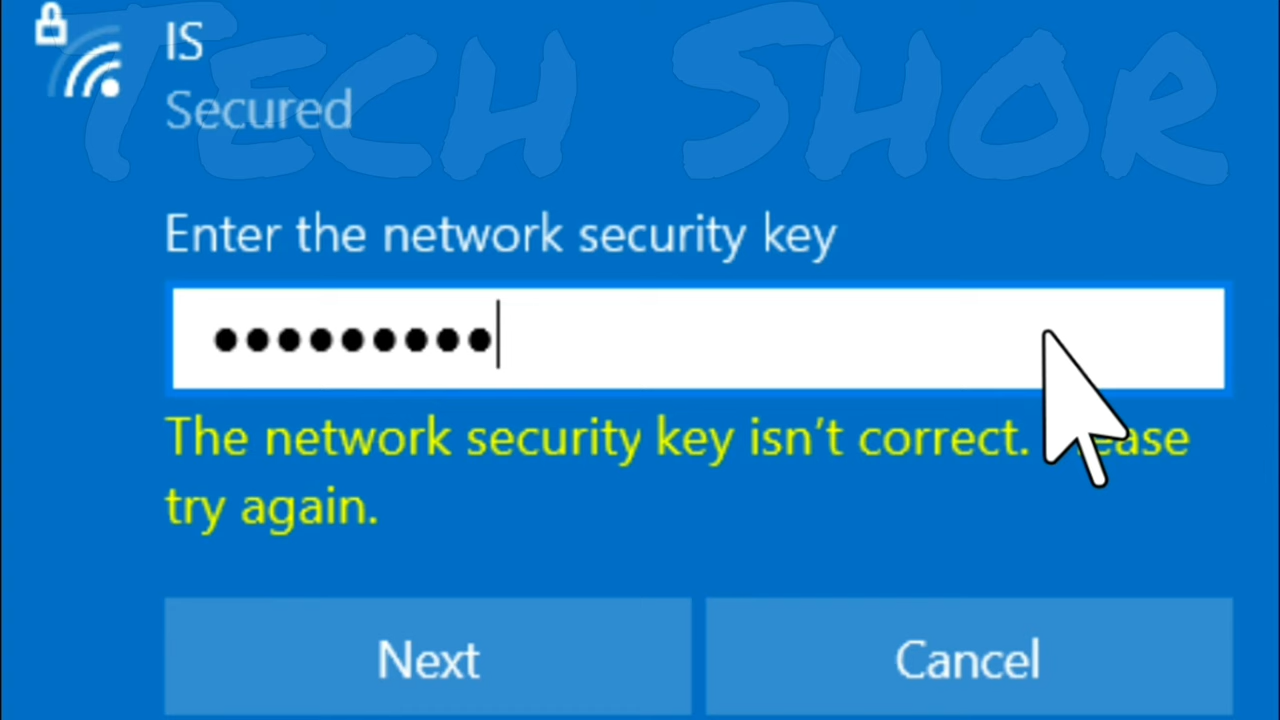 TECH SHOR
IS
Secured
Enter the network security key
The network security key isn't correct.
try again.
Next
Cancel